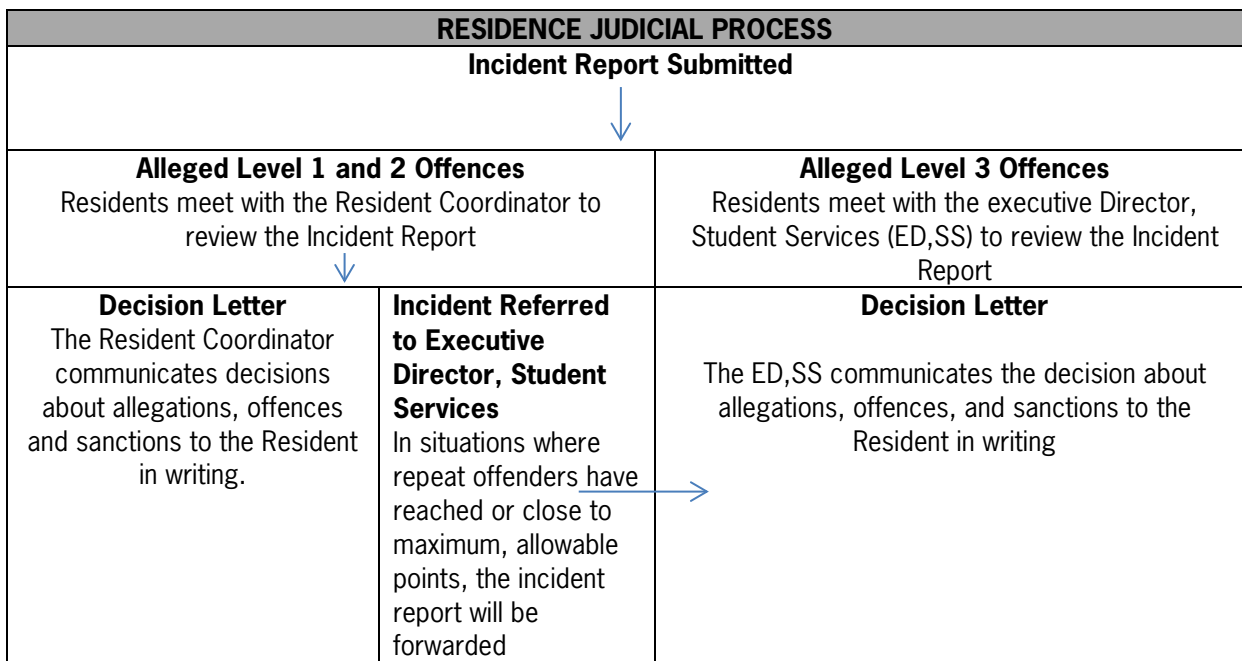 RESIDENCE JUDICIAL PROCESS
Incident Report Submitted
Alleged Level 1 and 2 Offences
Residents meet with the Resident Coordinator to
review the Incident Report
Alleged Level 3 Offences
Residents meet with the executive Director,
Student Services (ED,SS) to review the Incident
Report
Decision Letter
The Resident Coordinator
communicates decisions
about allegations, offences
and sanctions to the Resident
in writing.
Incident Referred
to Executive
Director, Student
Services
In situations where
repeat offenders have
reached or close to
maximum, allowable
points, the incident
report will be
forwarded
Decision Letter
The ED,SS communicates the decision about
allegations, offences, and sanctions to the
Resident in writing